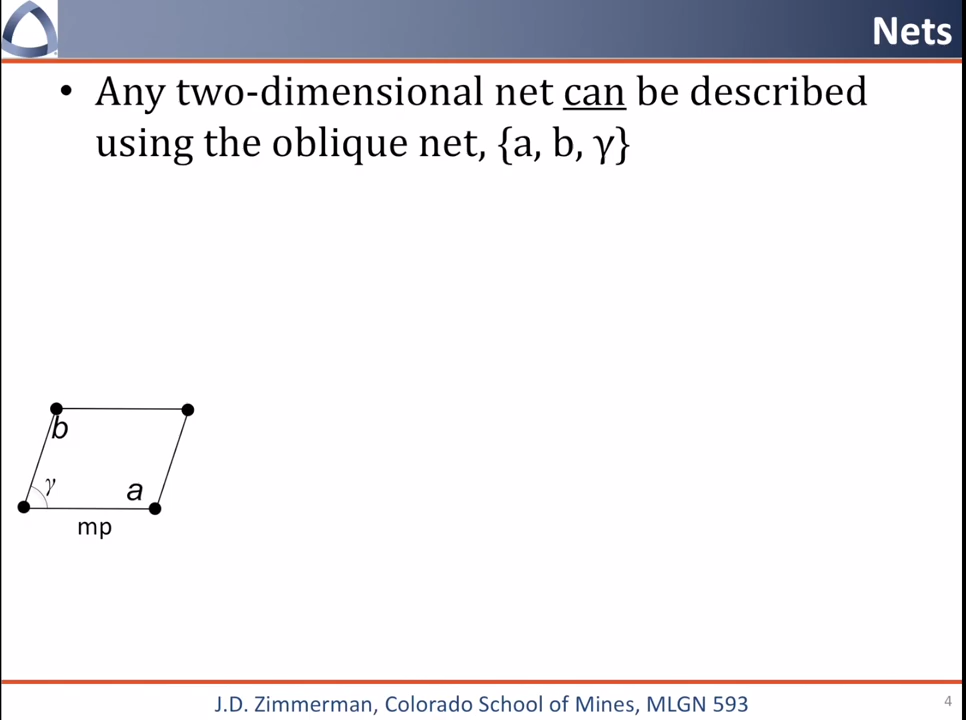 Nets
• Any two-dimensional net can be described
using the oblique net, {a, b, γ}
b
γ
a
mp
J.D. Zimmerman, Colorado School of Mines, MLGN 593
4